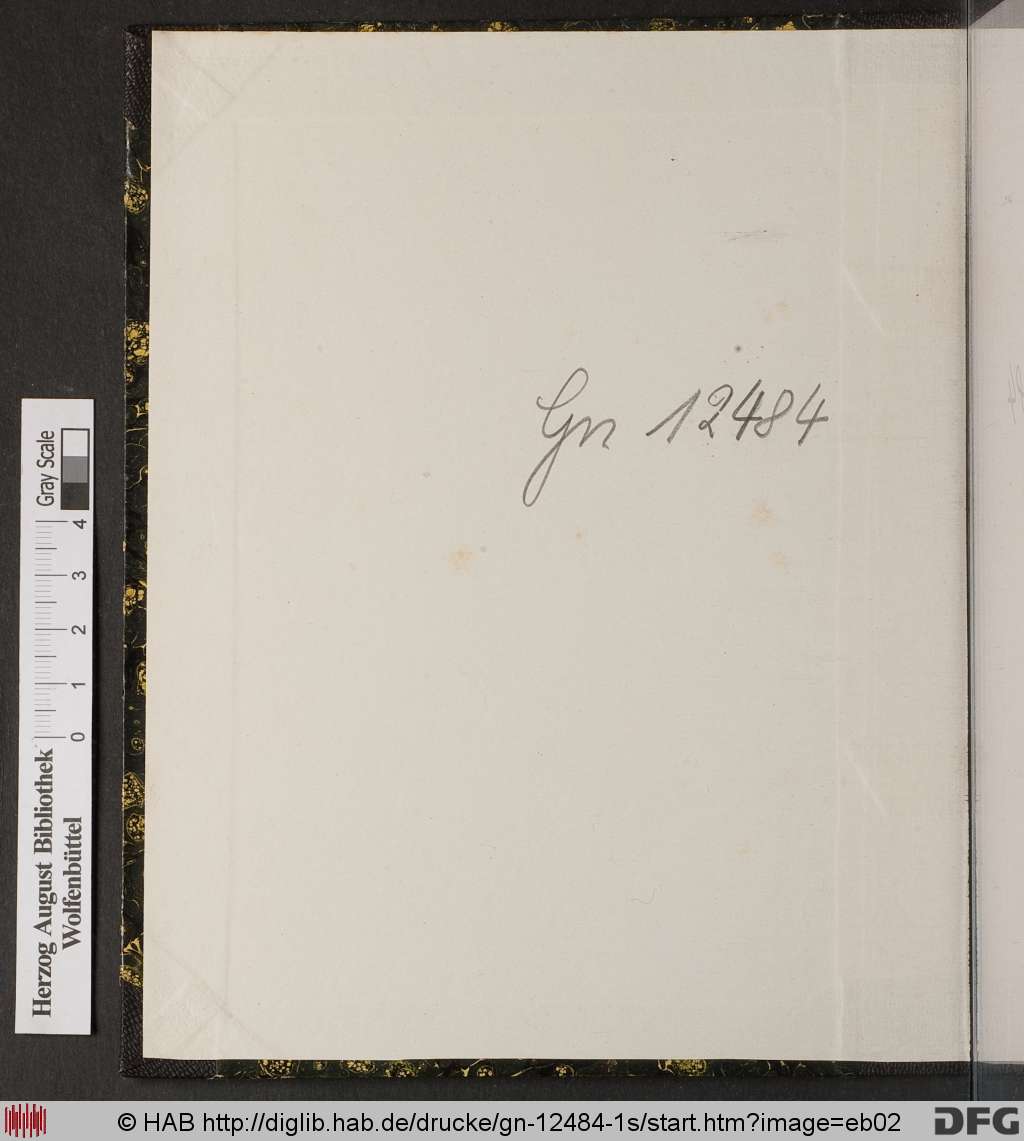 Gn 12484
Gray Scale
0 1 2 3 4
Herzog August Bibliothek
Wolfenbüttel
© HAB http://diglib.hab.de/drucke/gn-12484-1s/start.htm?image=eb02
DFG